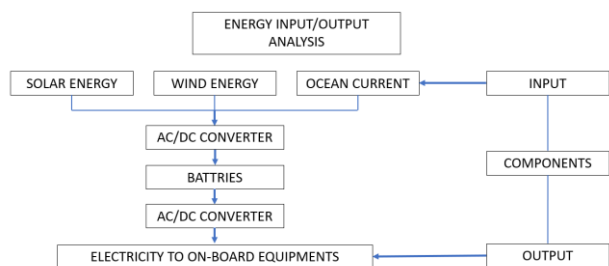 ENERGY INPUT/OUTPUT
ANALYSIS
SOLAR ENERGY
WIND ENERGY
OCEAN CURRENT
INPUT
AC/DC CONVERTER
COMPONENTS
BATTRIES
AC/DC CONVERTER
ELECTRICITY TO ON-BOARD EQUIPMENTS
OUTPUT